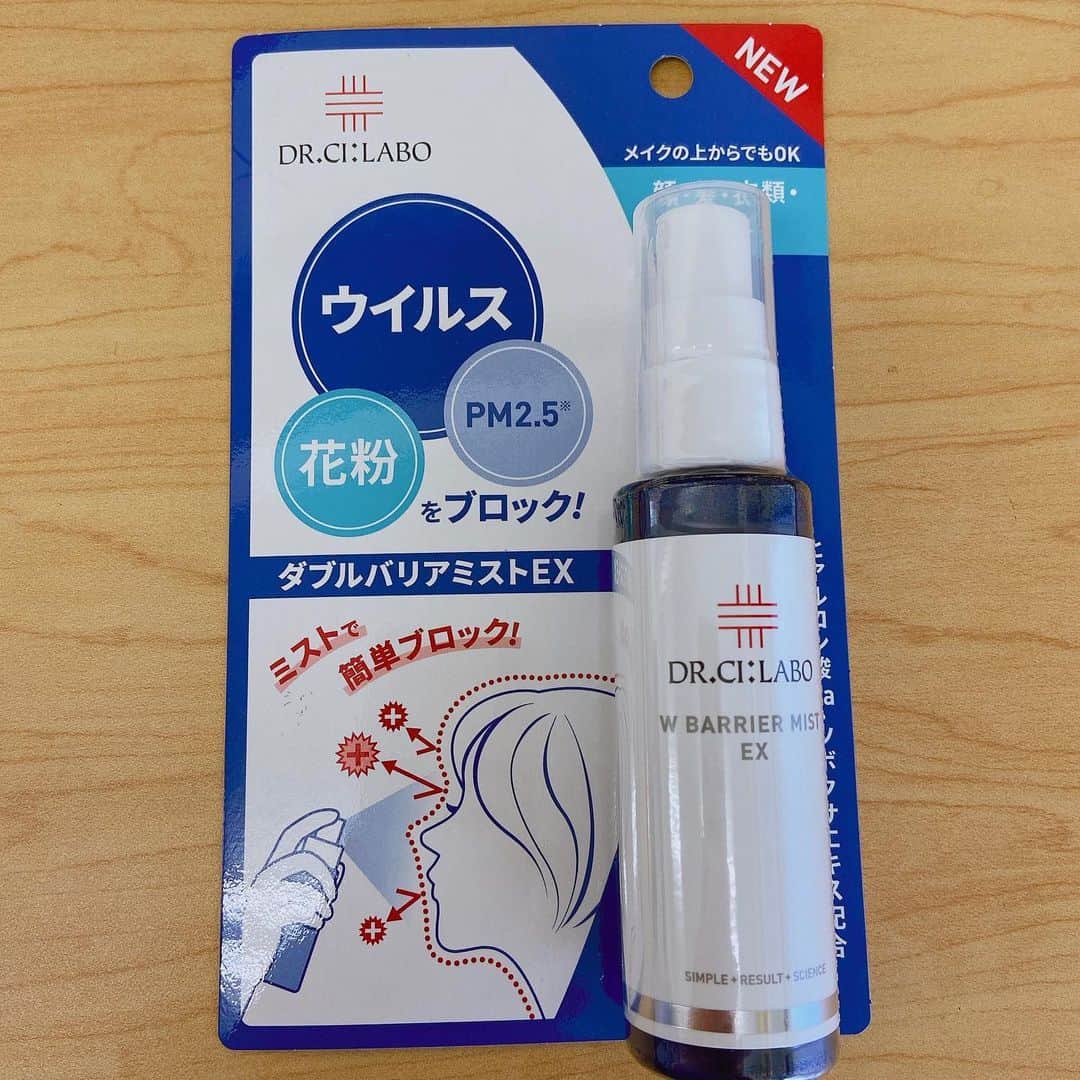 NEW
DR.CI:LABO
メイクの上からでもOK
ウイルス
PM2.5※
花粉
をブロック!
ダブルバリアミストEX
ミストで
簡単ブロック!
DR.CI:LABO
W BARRIER MIST
EX
SIMPLE+RESULT+SCIENCE